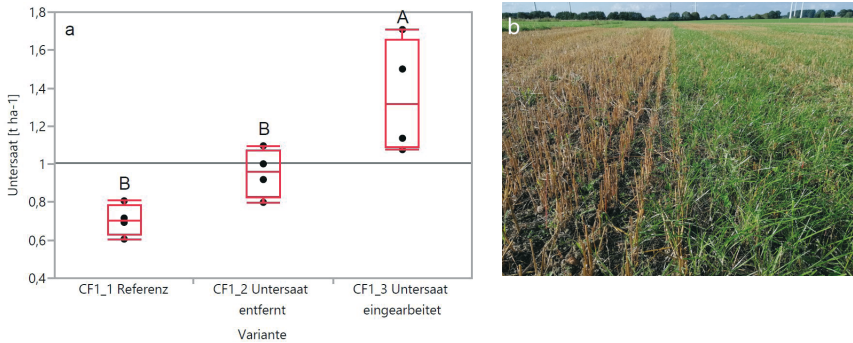 a
Untersaat [t ha-1]
1,8
1,6
1,4
1,2
1
0,8
0,6
0,4
B
B
A
CF1_1 Referenz
CF1_2 Untersaat
entfernt
CF1_3 Untersaat
eingearbeitet
Variante
b